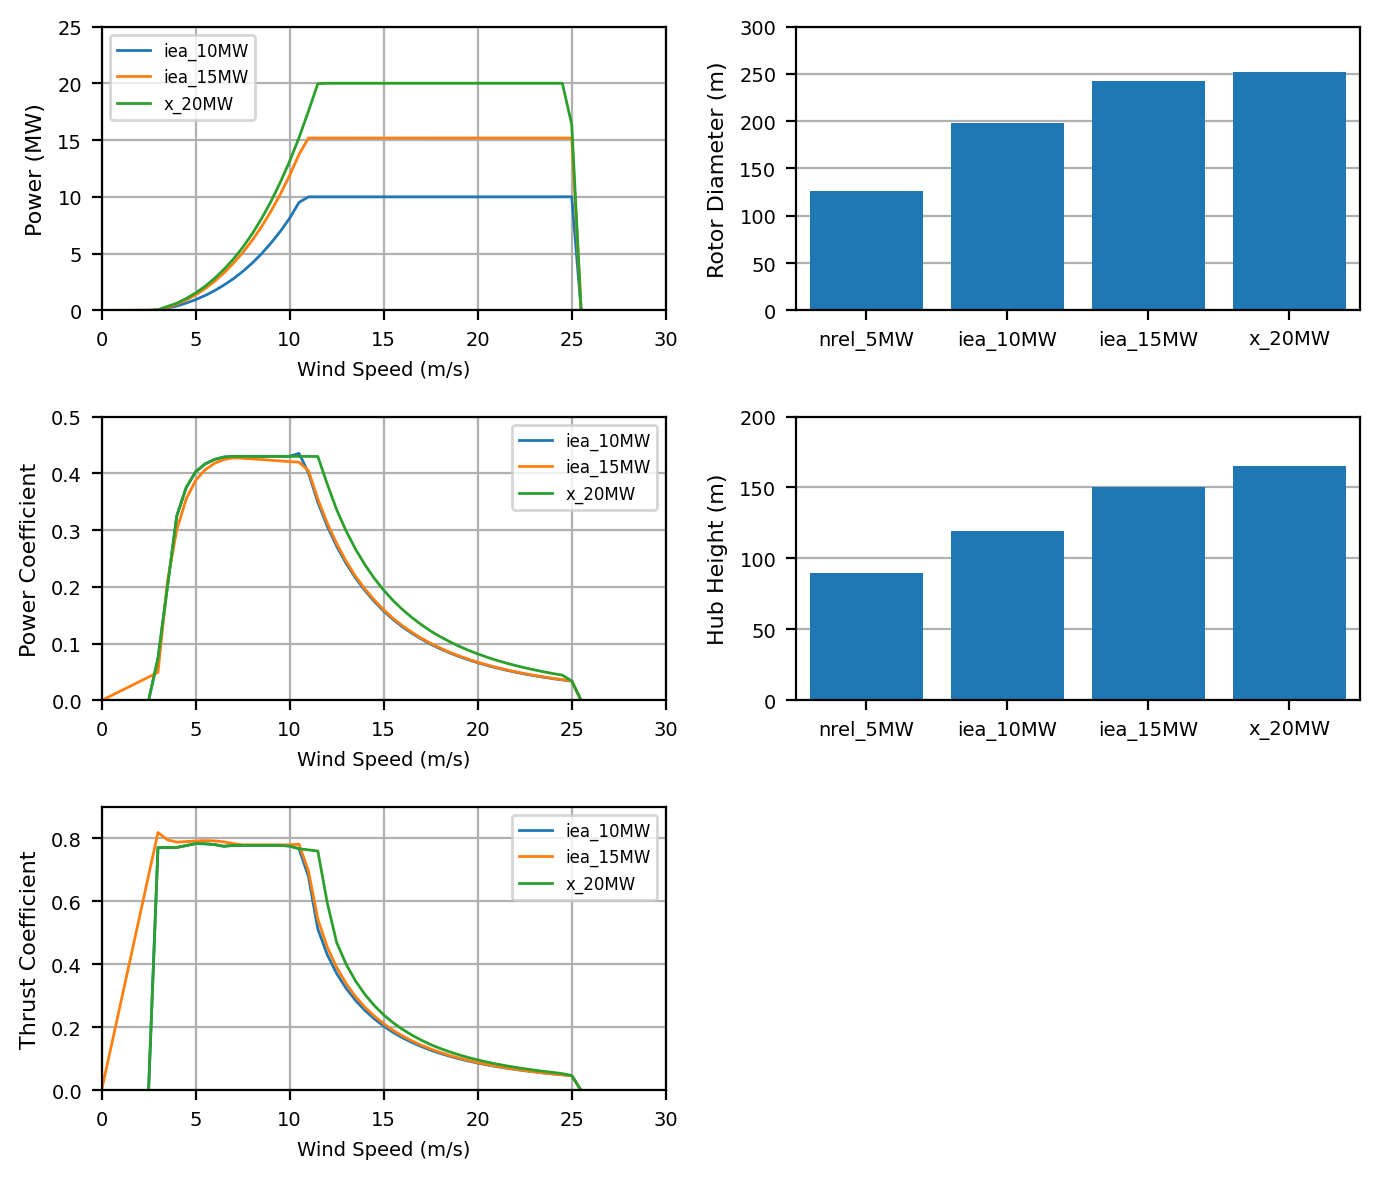 Power (MW)
25
20
15
10
5
0
iea_10MW
iea_15MW
x_20MW
0 5 10 15 20 25 30
Wind Speed (m/s)
Rotor Diameter (m)
300
250
200
150
100
50
0
nrel_5MW iea_10MW iea_15MW x_20MW
Power Coefficient
0.5
0.4
0.3
0.2
0.1
0.0
iea_10MW
iea_15MW
x_20MW
0 5 10 15 20 25 30
Wind Speed (m/s)
Hub Height (m)
200
150
100
50
0
nrel_5MW iea_10MW iea_15MW x_20MW
Thrust Coefficient
0.8
0.6
0.4
0.2
0.0
iea_10MW
iea_15MW
x_20MW
0 5 10 15 20 25 30
Wind Speed (m/s)